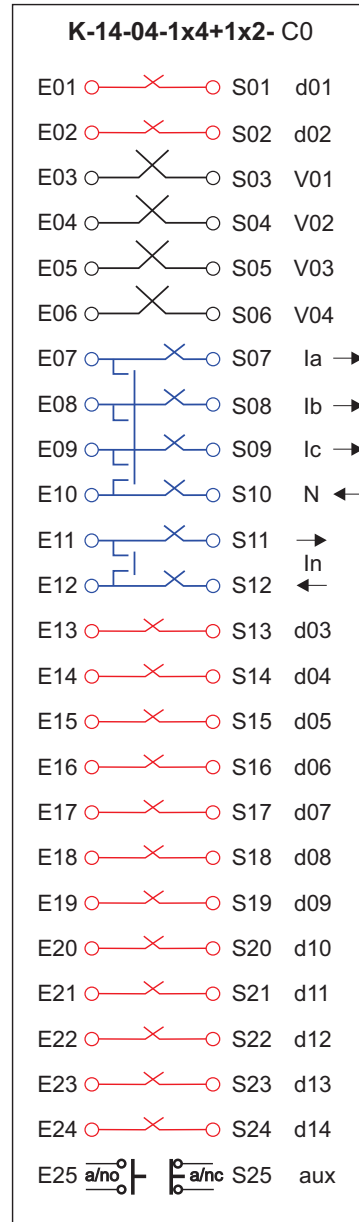 K-14-04-1x4+1x2- C0
E01 S01 d01
E02 S02 d02
E03 S03 V01
E04 S04 V02
E05 S05 V03
E06 S06 V04
E07 S07 Ia
E08 S08 Ib
E09 S09 Ic
E10 S10 N
E11 S11
In
E12 S12
E13 S13 d03
E14 S14 d04
E15 S15 d05
E16 S16 d06
E17 S17 d07
E18 S18 d08
E19 S19 d09
E20 S20 d10
E21 S21 d11
E22 S22 d12
E23 S23 d13
E24 S24 d14
E25 a/no a/nc S25 aux